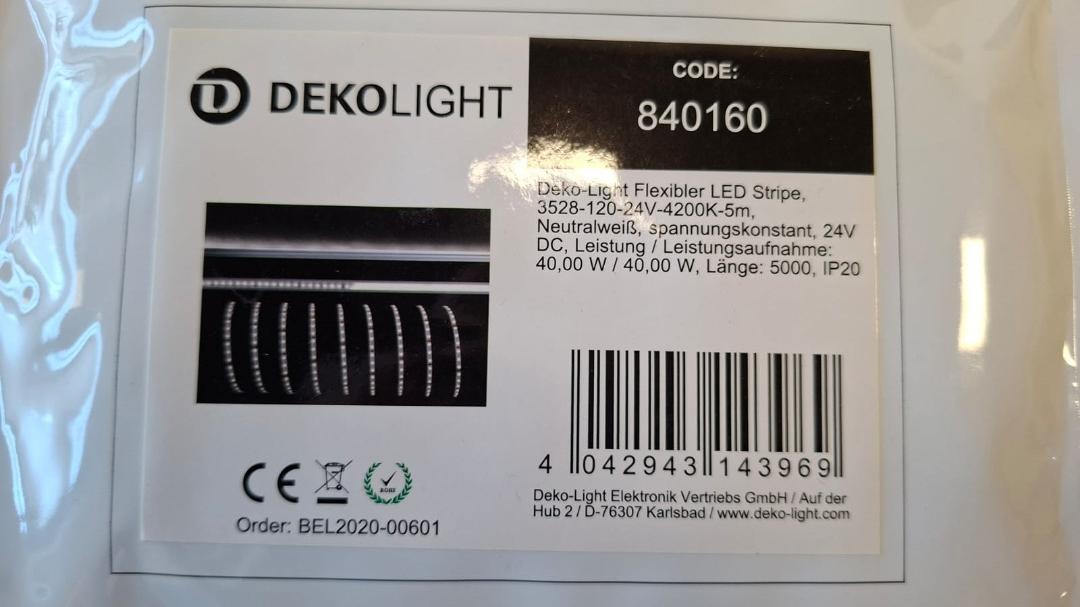 DEKOLIGHT
CODE:
840160
Deko-Light Flexibler LED Stripe,
3528-120-24V-4200K-5m,
Neutralweiß, spannungskonstant, 24V
DC, Leistung / Leistungsaufnahme:
40,00 W / 40,00 W, Länge: 5000, IP20
CE
ROHS
Order: BEL2020-00601
4 042943 143969
Deko-Light Elektronik Vertriebs GmbH / Auf der
Hub 2 / D-76307 Karlsbad / www.deko-light.com